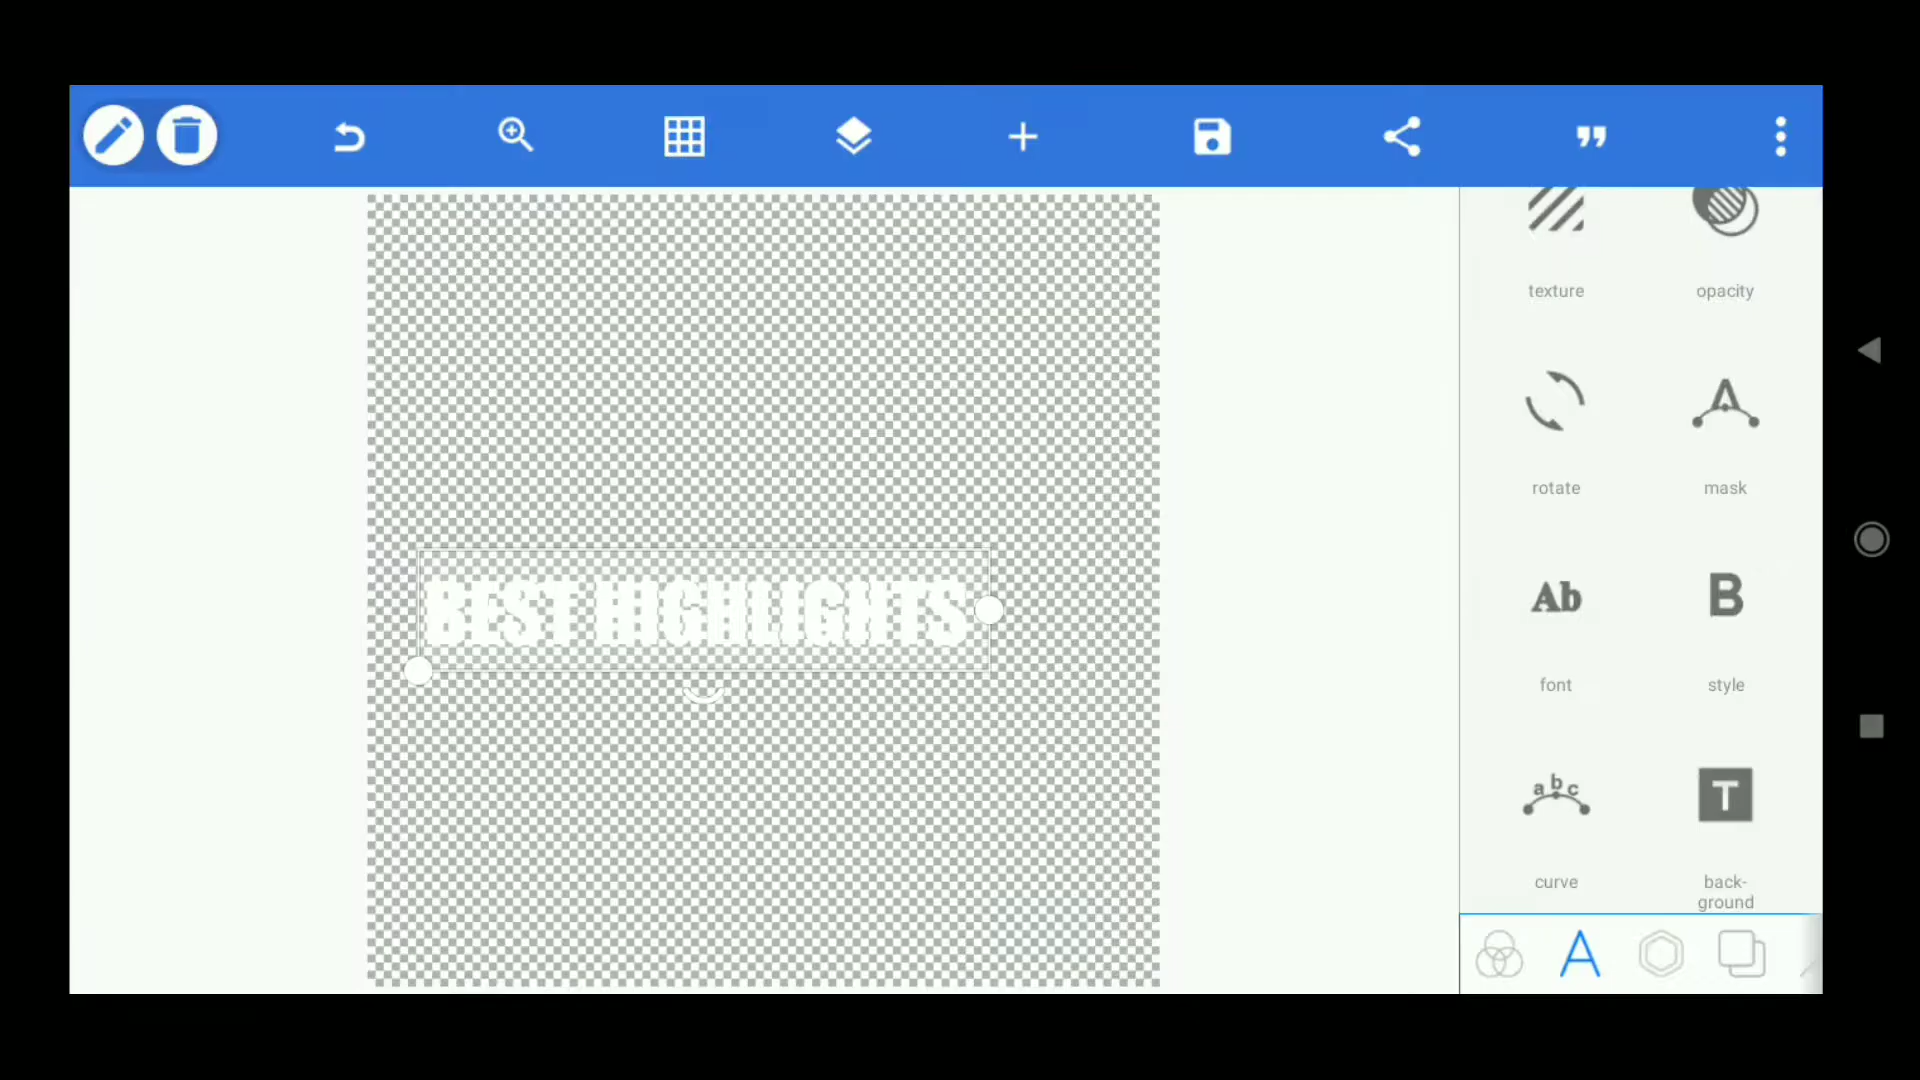 texture
opacity
rotate
mask
Ab
B
font
style
abc
T
curve
back-
ground
BEST HIGHLIGHTS
A